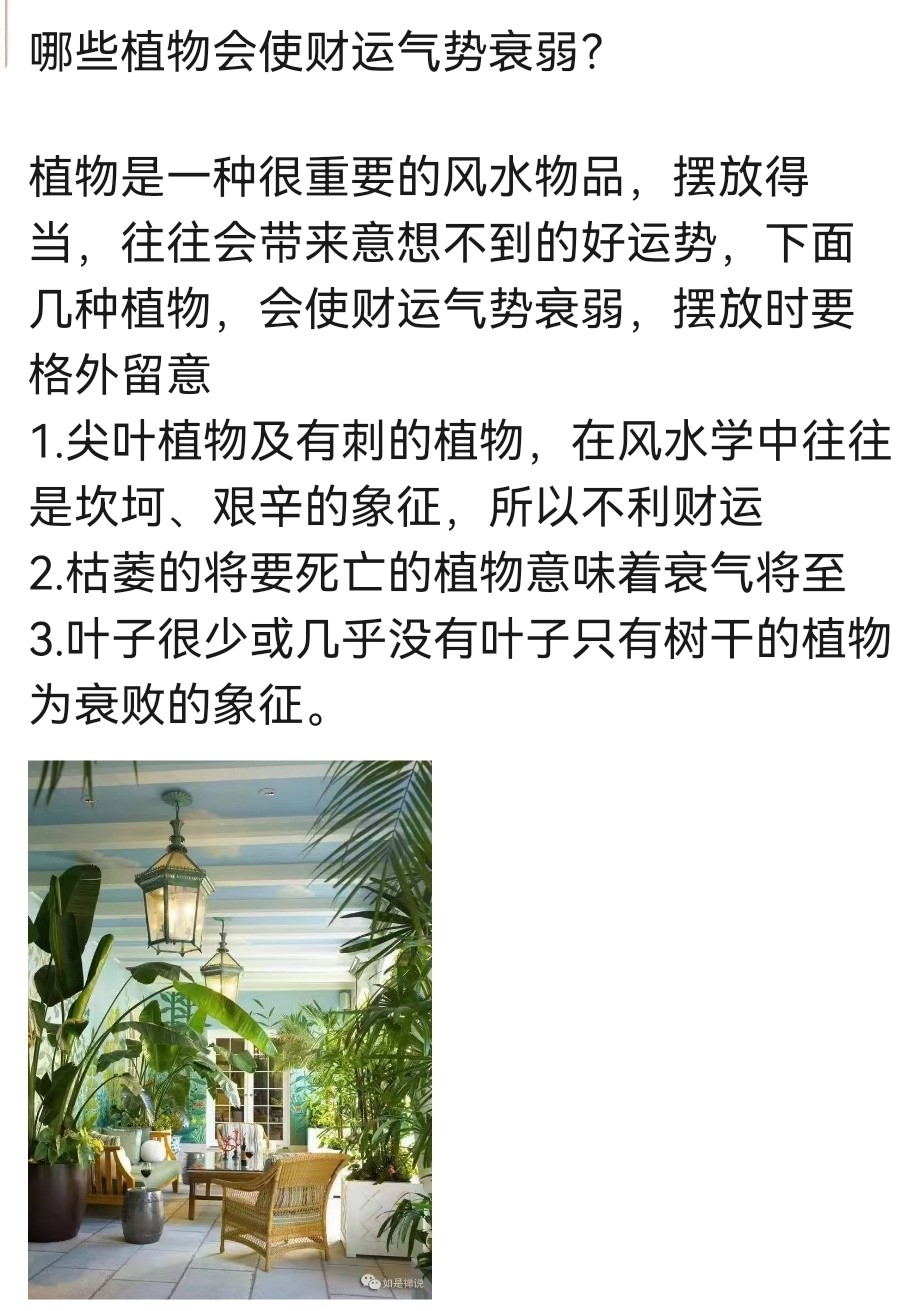 哪些植物会使财运气势衰弱？
植物是一种很重要的风水物品，摆放得
当，往往会带来意想不到的好运势，下面
几种植物，会使财运气势衰弱，摆放时要
格外留意
1.尖叶植物及有刺的植物，在风水学中往往
是坎坷、艰辛的象征，所以不利财运
2.枯萎的将要死亡的植物意味着衰气将至
3.叶子很少或几乎没有叶子只有树干的植物
为衰败的象征。
如是禅说